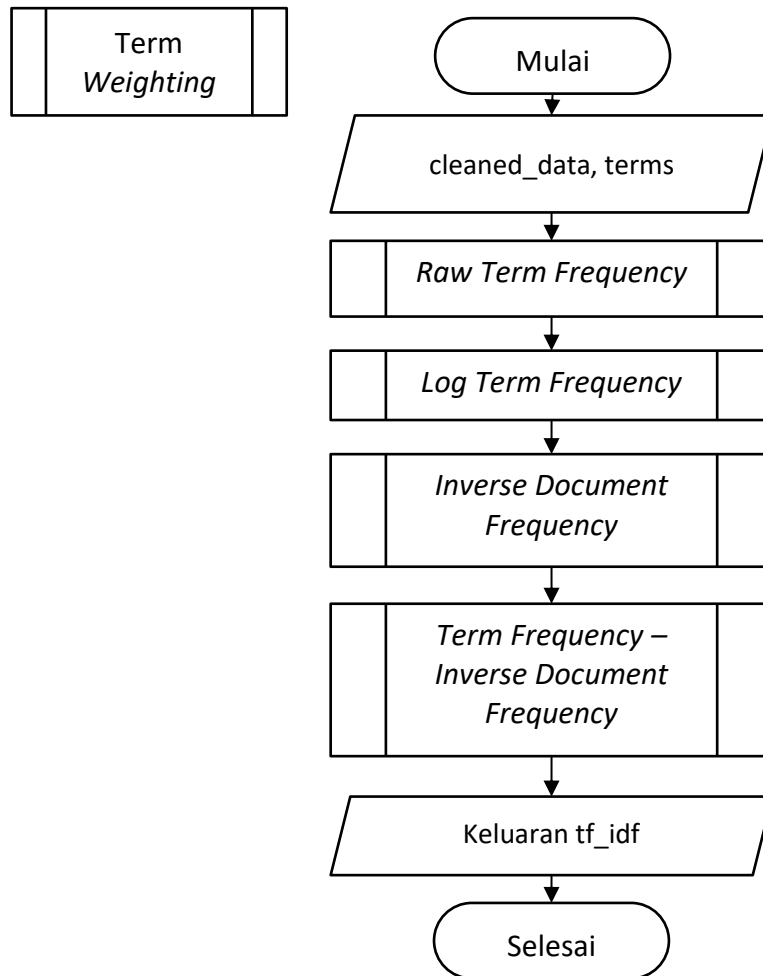 Term
Weighting
Mulai
cleaned_data, terms
Raw Term Frequency
Log Term Frequency
Inverse Document
Frequency
Term Frequency –
Inverse Document
Frequency
Keluaran tf_idf
Selesai